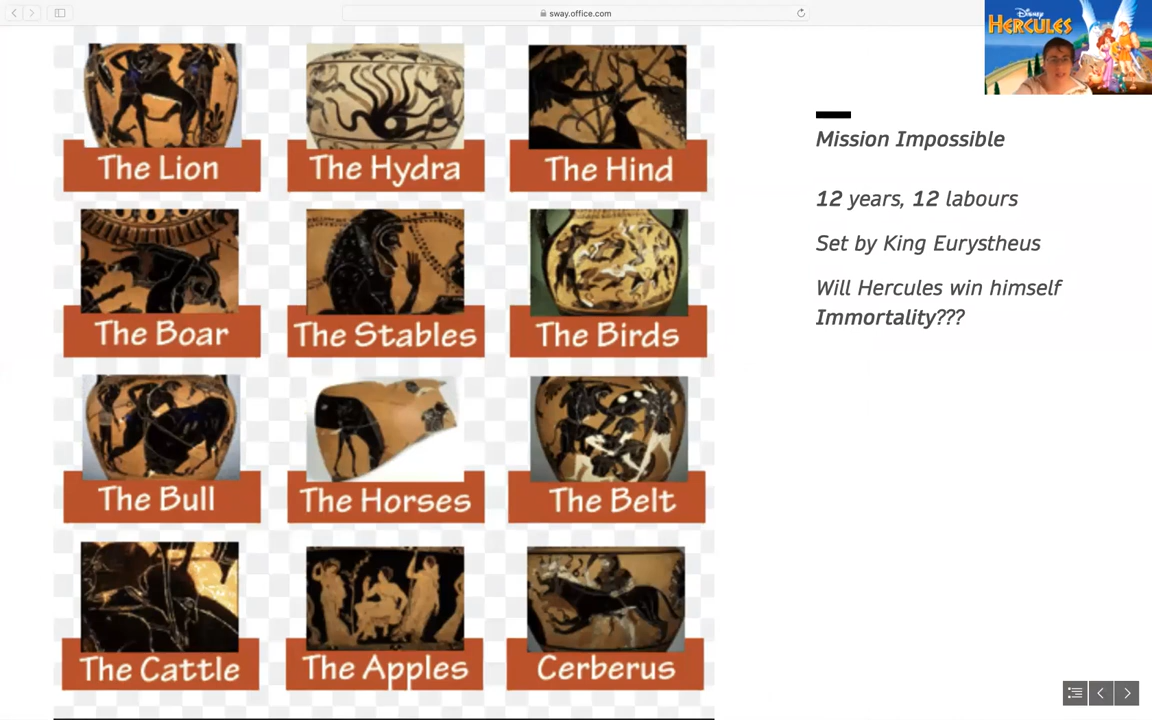 sway.office.com
Disney
HERCULES
The Lion
The Hydra
The Hind
The Boar
The Stables
The Birds
The Bull
The Horses
The Belt
The Cattle
The Apples
Cerberus
Mission Impossible
12 years, 12 labours
Set by King Eurystheus
Will Hercules win himself
Immortality???